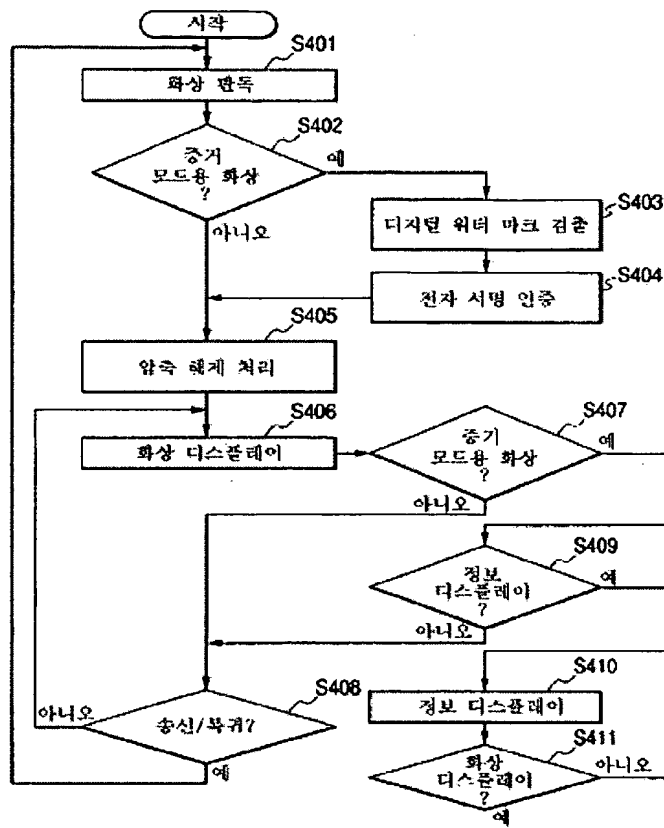 시작
S401
화상 판독
S402
증거
모드용 화상
?
예
아니오
S403
디지털 워터 마크 검출
S404
전자 서명 인증
S405
압축 해제 처리
S406
화상 디스플레이
S407
증거
모드용 화상
?
예
아니오
S409
정보
디스플레이
?
예
아니오
S410
정보 디스플레이
S408
송신/복귀?
아니오
예
S411
화상
디스플레이
?
아니오
예